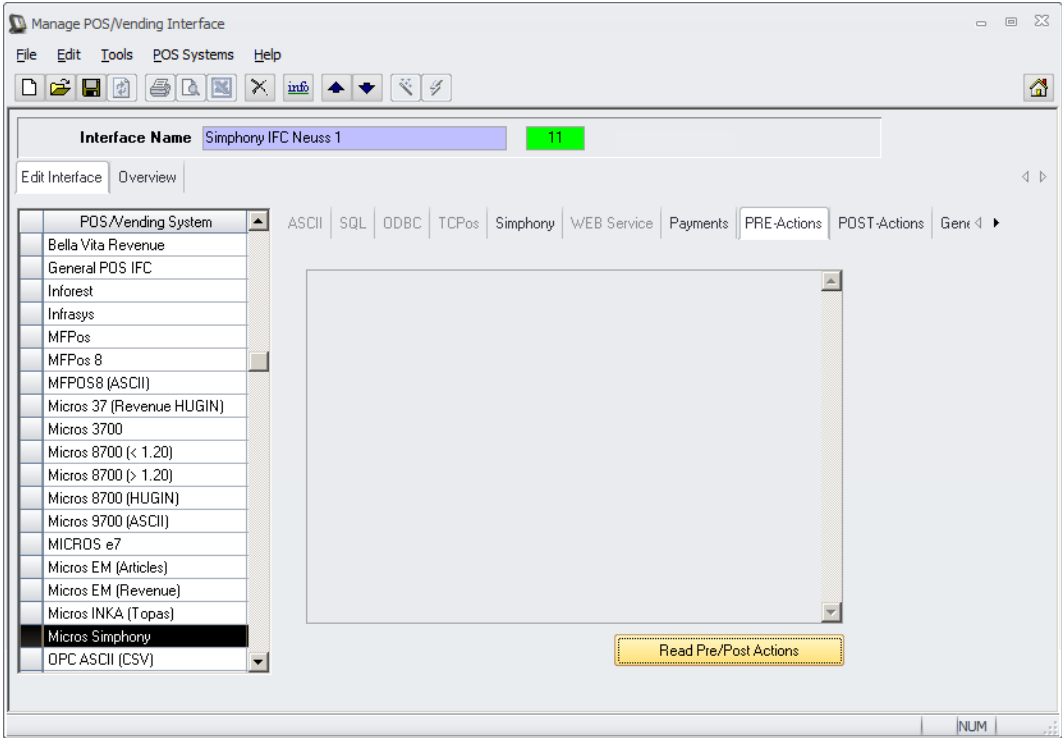 Manage POS/Vending Interface
File Edit Tools POS Systems Help
info
Interface Name Simphony IFC Neuss 1 11
Edit Interface Overview
POS/Vending System
ASCII SQL ODBC TCPos Simphony WEB Service Payments PRE-Actions POST-Actions Gene
Bella Vita Revenue
General POS IFC
Inforest
Infrasys
MFPos
MFPos 8
MFPOS8 (ASCII)
Micros 37 (Revenue HUGIN)
Micros 3700
Micros 8700 (< 1.20)
Micros 8700 (> 1.20)
Micros 8700 (HUGIN)
Micros 9700 (ASCII)
MICROS e7
Micros EM (Articles)
Micros EM (Revenue)
Micros INKA (Topas)
Micros Simphony
OPC ASCII (CSV)
Read Pre/Post Actions
NUM